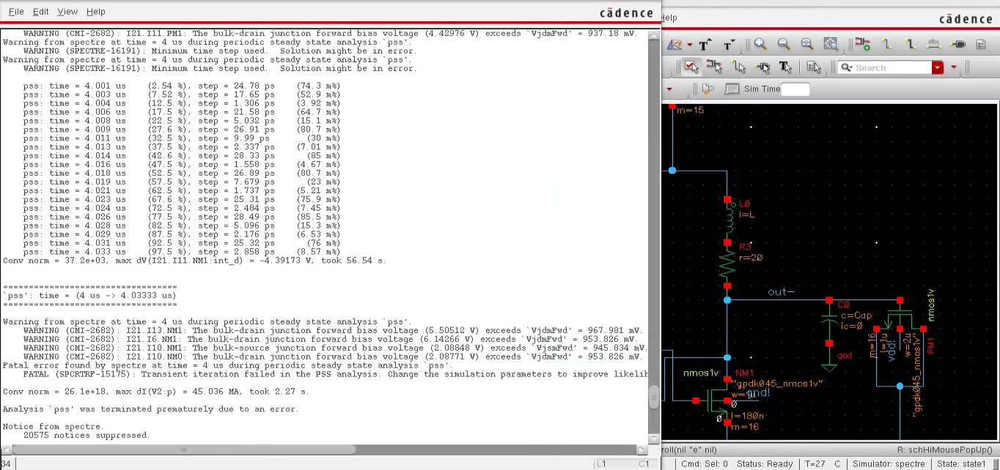 File Edit View Help
cādence
WARNING (CMI-2682): I21.I11.PM1: The bulk-drain junction forward bias voltage (4.42976 V) exceeds `VjdmFwd' = 937.18 mV.
Warning from spectre at time = 4 us during periodic steady state analysis `pss'.
WARNING (SPECTRE-16191): Minimum time step used. Solution might be in error.
Warning from spectre at time = 4 us during periodic steady state analysis `pss'.
WARNING (SPECTRE-16191): Minimum time step used. Solution might be in error.
pss: time = 4.001 us (2.54 %), step = 24.78 ps (74.3 m%)
pss: time = 4.003 us (7.52 %), step = 17.65 ps (52.9 m%)
pss: time = 4.004 us (12.5 %), step = 1.306 ps (3.92 m%)
pss: time = 4.006 us (17.5 %), step = 21.58 ps (64.7 m%)
pss: time = 4.008 us (22.5 %), step = 5.032 ps (15.1 m%)
pss: time = 4.009 us (27.6 %), step = 26.91 ps (80.7 m%)
pss: time = 4.011 us (32.5 %), step = 9.99 ps (30 m%)
pss: time = 4.013 us (37.5 %), step = 2.337 ps (7.01 m%)
pss: time = 4.014 us (42.6 %), step = 28.33 ps (85 m%)
pss: time = 4.016 us (47.5 %), step = 1.558 ps (4.67 m%)
pss: time = 4.018 us (52.5 %), step = 26.89 ps (80.7 m%)
pss: time = 4.019 us (57.5 %), step = 7.679 ps (23 m%)
pss: time = 4.021 us (62.5 %), step = 1.737 ps (5.21 m%)
pss: time = 4.023 us (67.6 %), step = 25.31 ps (75.9 m%)
pss: time = 4.024 us (72.5 %), step = 2.484 ps (7.45 m%)
pss: time = 4.026 us (77.5 %), step = 28.49 ps (85.5 m%)
pss: time = 4.028 us (82.5 %), step = 5.096 ps (15.3 m%)
pss: time = 4.029 us (87.5 %), step = 2.176 ps (6.53 m%)
pss: time = 4.031 us (92.5 %), step = 25.32 ps (76 m%)
pss: time = 4.033 us (97.5 %), step = 2.858 ps (8.57 m%)
Conv norm = 37.2e+03, max dV(I21.I11.NM1:int_d) = -4.39173 V, took 56.54 s.
==================================
`pss': time = (4 us -> 4.03333 us)
==================================
Warning from spectre at time = 4 us during periodic steady state analysis `pss'.
WARNING (CMI-2682): I21.I13.NM1: The bulk-drain junction forward bias voltage (5.50512 V) exceeds `VjdmFwd' = 967.981 mV.
WARNING (CMI-2682): I21.I6.NM1: The bulk-drain junction forward bias voltage (6.14266 V) exceeds `VjdmFwd' = 953.826 mV.
WARNING (CMI-2682): I21.I10.NM1: The bulk-source junction forward bias voltage (2.08848 V) exceeds `VjsmFwd' = 945.834 mV.
WARNING (CMI-2682): I21.I10.NM0: The bulk-drain junction forward bias voltage (2.08771 V) exceeds `VjdmFwd' = 953.826 mV.
Fatal error found by spectre at time = 4 us during periodic steady state analysis `pss'.
FATAL (SPCRTRF-15175): Transient iteration failed in the PSS analysis. Change the simulation parameters to improve likelih
Conv norm = 26.1e+18, max dI(V2:p) = 45.036 MA, took 2.27 s.
Analysis `pss' was terminated prematurely due to an error.
Notice from spectre.
20575 notices suppressed.
34
L1 C1
Help
cādence
abc
Search
Sim Time
m=15
L0
l=L
R3
r=20
out-
C0
c=Cap
ic=0
gnd
nmos1v
m=16
l=1u
vdd!
w=2u
"gpdk045_nmos1v"
PM1
nmos1v
NM1
"gpdk045_nmos1v"
gnd!
0
0
l=180n
m=16
roll(nil "e" nil)
R: schHiMousePopUp()
Cmd: Sel: 0 Status: Ready T=27 C Simulator: spectre State: state1